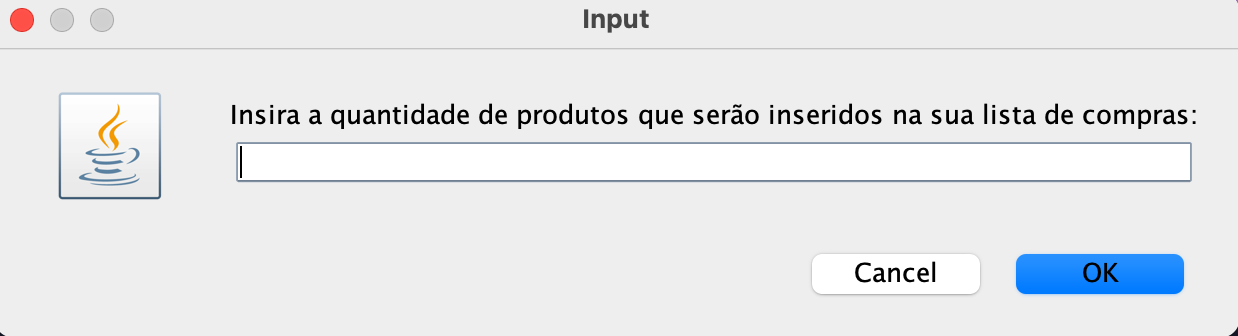 Input
Insira a quantidade de produtos que serão inseridos na sua lista de compras:
Cancel
OK